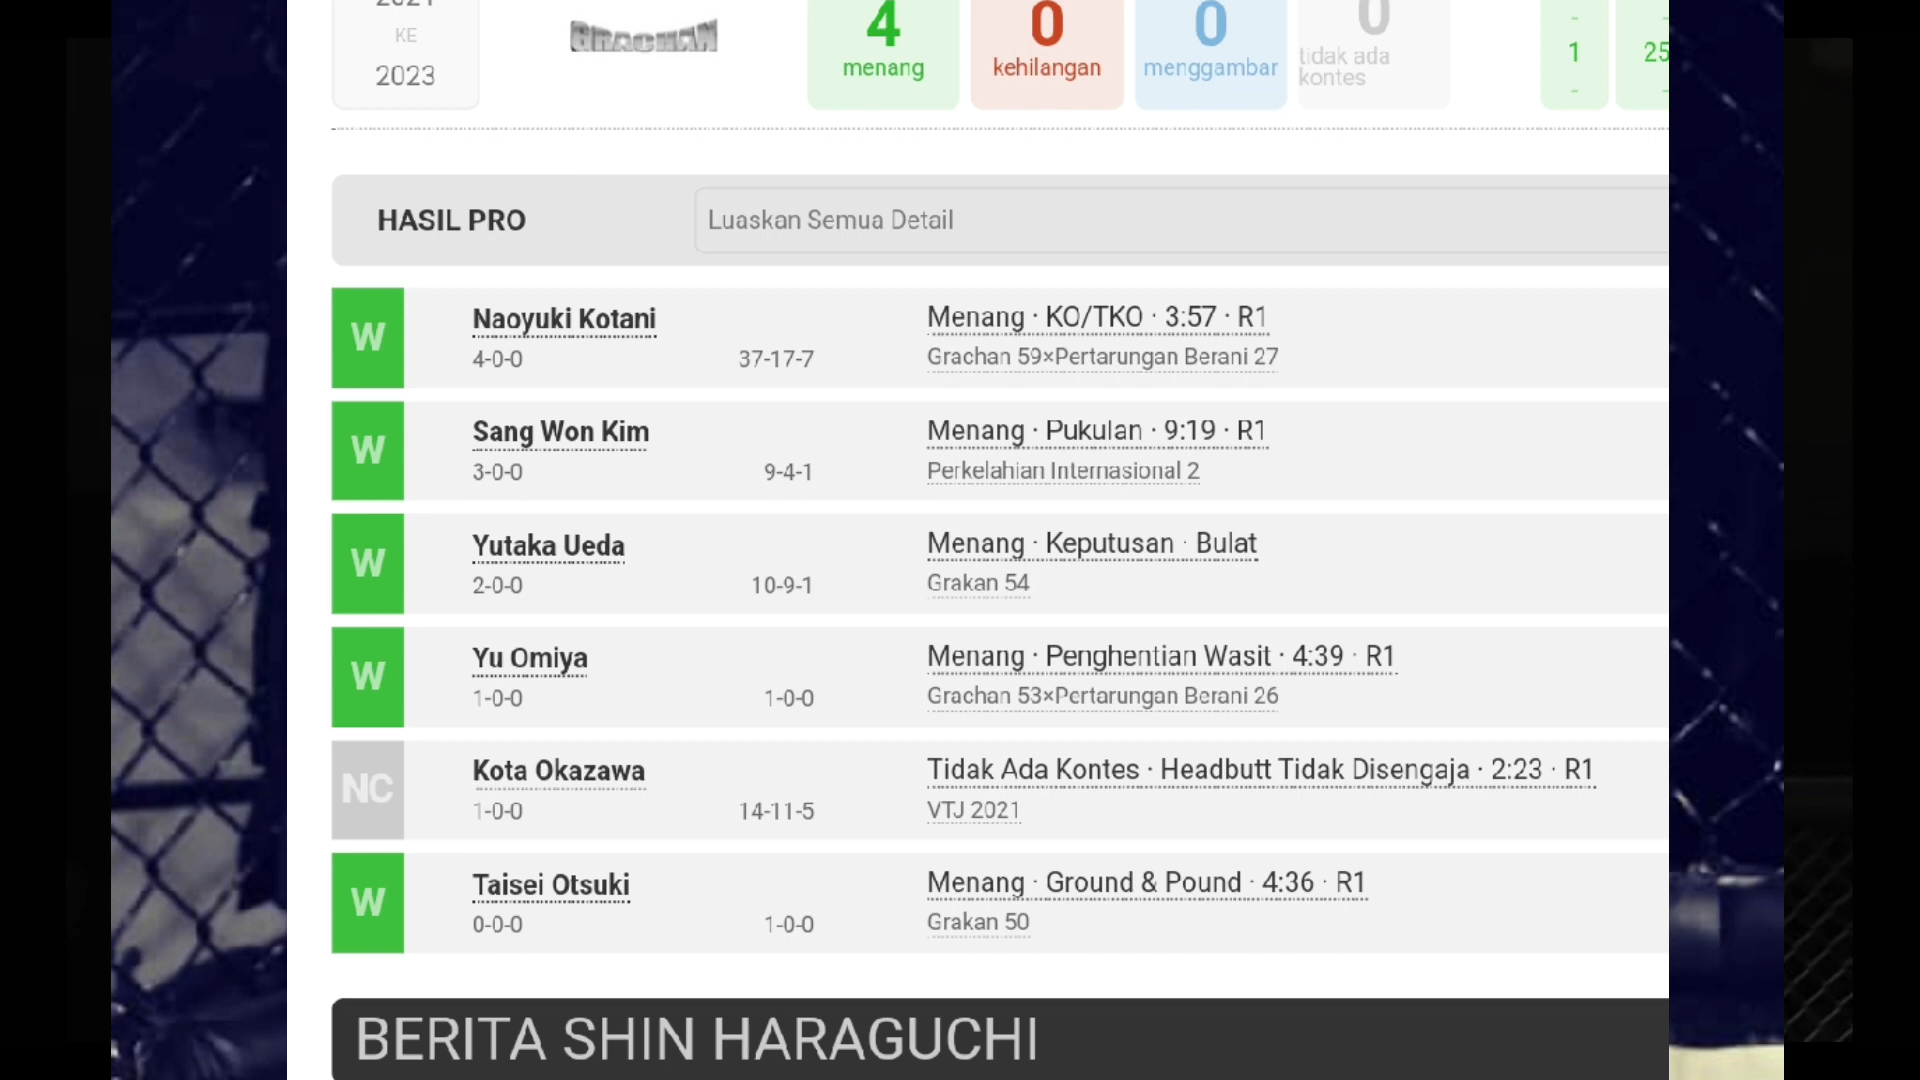 KE
2023
GRACHAN
4
menang
0
kehilangan
0
menggambar
0
tidak ada
kontes
-
1
-
-
25
-
HASIL PRO
Luaskan Semua Detail
W
Naoyuki Kotani
4-0-0
37-17-7
Menang · KO/TKO · 3:57 · R1
Grachan 59×Pertarungan Berani 27
W
Sang Won Kim
3-0-0
9-4-1
Menang · Pukulan · 9:19 · R1
Perkelahian Internasional 2
W
Yutaka Ueda
2-0-0
10-9-1
Menang · Keputusan · Bulat
Grakan 54
W
Yu Omiya
1-0-0
1-0-0
Menang · Penghentian Wasit · 4:39 · R1
Grachan 53×Pertarungan Berani 26
NC
Kota Okazawa
1-0-0
14-11-5
Tidak Ada Kontes · Headbutt Tidak Disengaja · 2:23 · R1
VTJ 2021
W
Taisei Otsuki
0-0-0
1-0-0
Menang · Ground & Pound · 4:36 · R1
Grakan 50
BERITA SHIN HARAGUCHI